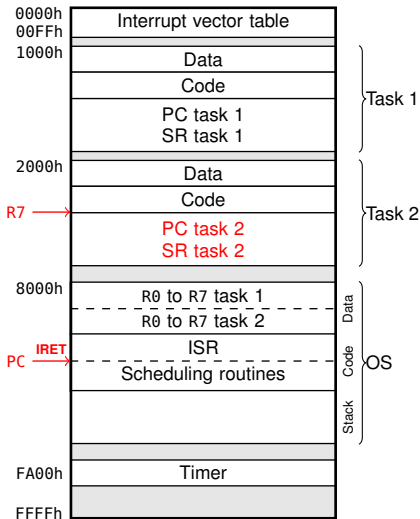 0000h
Interrupt vector table
00FFh
1000h
Data
Code
PC task 1
SR task 1
Task 1
2000h
Data
Code
R7
PC task 2
SR task 2
Task 2
8000h
R0 to R7 task 1
R0 to R7 task 2
Data
IRET
ISR
PC
Scheduling routines
Code
OS
Stack
FA00h
Timer
FFFFh